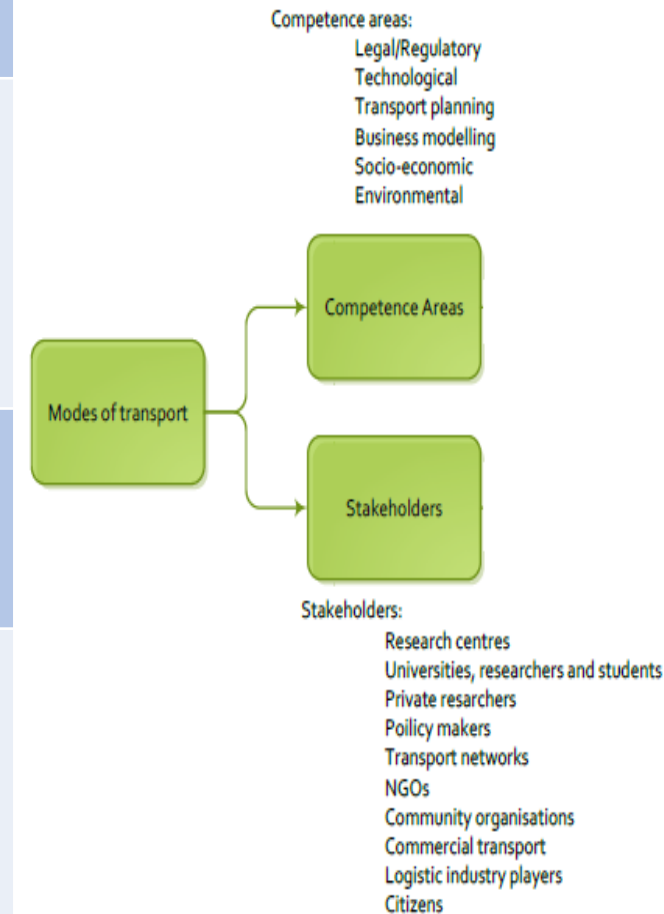 Competence areas:
Legal/Regulatory
Technological
Transport planning
Business modelling
Socio-economic
Environmental
Competence Areas
Modes of transport
Stakeholders
Stakeholders:
Research centres
Universities, researchers and students
Private resarchers
Poilicy makers
Transport networks
NGOs
Community organisations
Commercial transport
Logistic industry players
Citizens